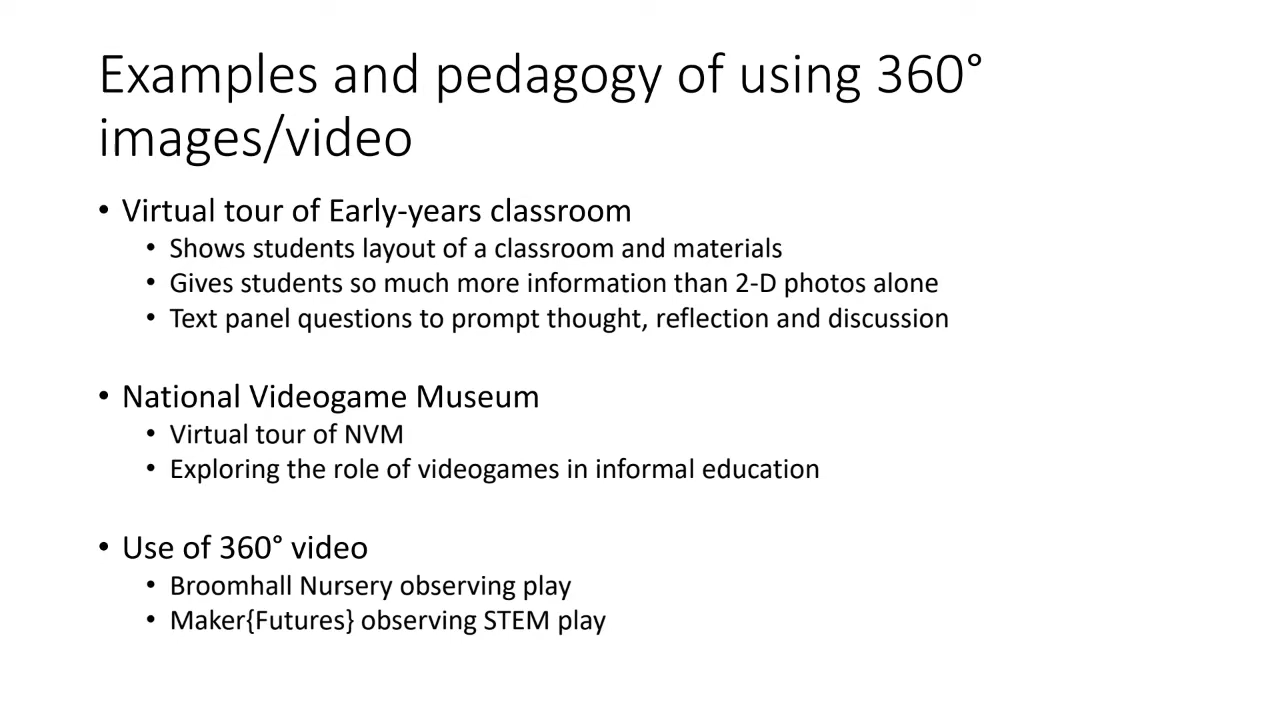 Examples and pedagogy of using 360°
images/video
• Virtual tour of Early-years classroom
• Shows students layout of a classroom and materials
• Gives students so much more information than 2-D photos alone
• Text panel questions to prompt thought, reflection and discussion
• National Videogame Museum
• Virtual tour of NVM
• Exploring the role of videogames in informal education
• Use of 360° video
• Broomhall Nursery observing play
• Maker{Futures} observing STEM play